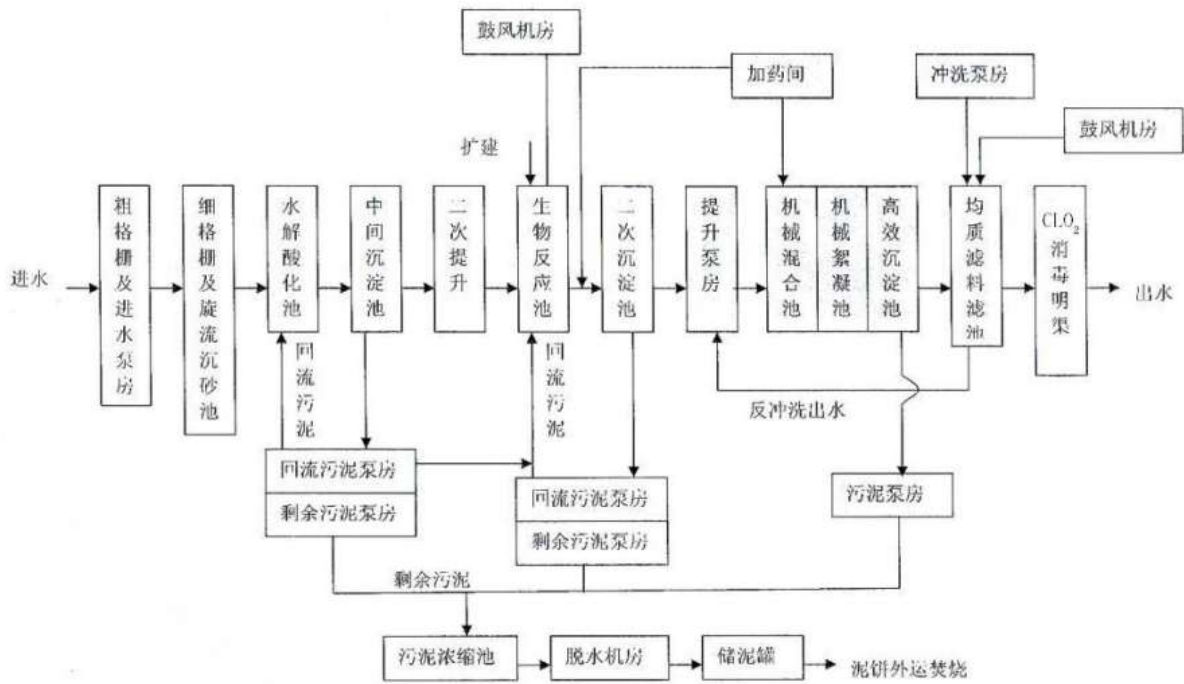 鼓风机房
加药间
冲洗泵房
鼓风机房
扩建
进水
粗格栅及进水泵房
细格栅及旋流沉砂池
水解酸化池
中间沉淀池
二次提升
生物反应池
二次沉淀池
提升泵房
机械混合池
机械絮凝池
高效沉淀池
均质滤料滤池
CLO₂消毒明渠
出水
回流污泥
回流污泥
反冲洗出水
回流污泥泵房
剩余污泥泵房
回流污泥泵房
剩余污泥泵房
污泥泵房
剩余污泥
污泥浓缩池
脱水机房
储泥罐
泥饼外运焚烧